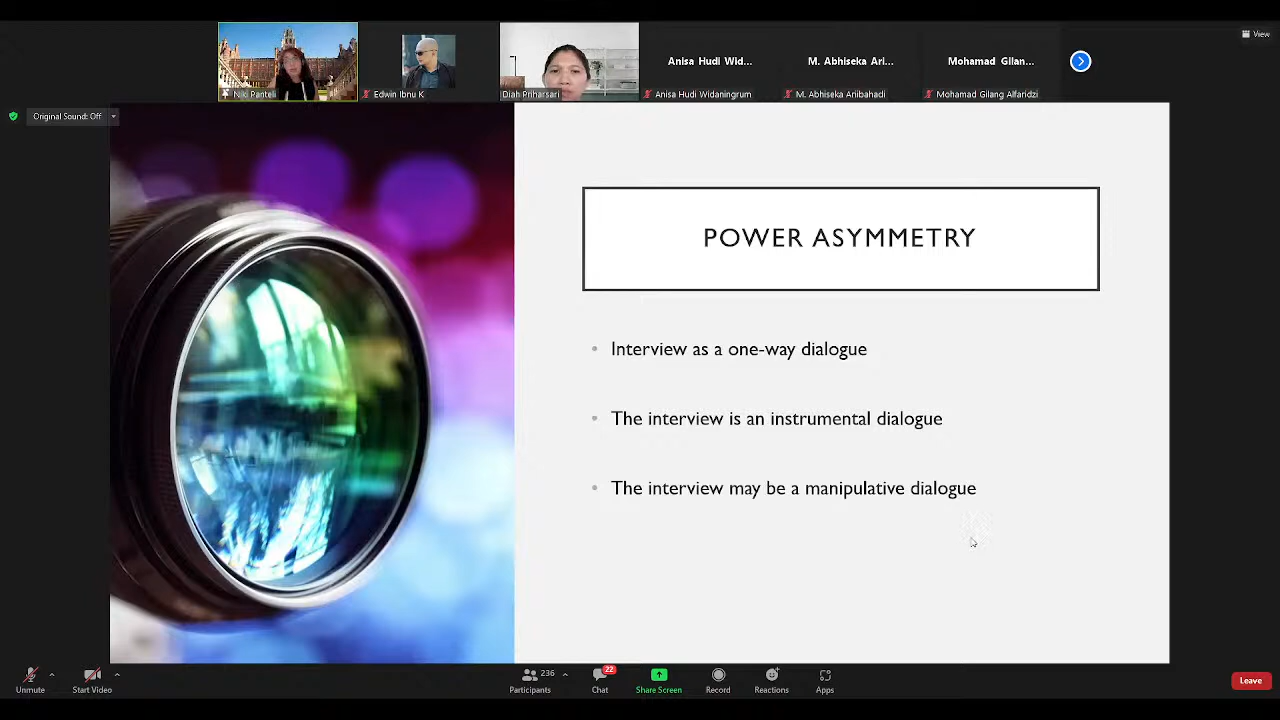 View
Anisa Hudi Wid...
M. Abhiseka Ari...
Mohamad Gilan...
Niki Panteli
Edwin Ibnu K
Diah Priharsari
Anisa Hudi Widaningrum
M. Abhiseka Ariibahadi
Mohamad Gilang Alfaridzi
Original Sound: Off
POWER ASYMMETRY
• Interview as a one-way dialogue
• The interview is an instrumental dialogue
• The interview may be a manipulative dialogue
236
22
Unmute
Start Video
Participants
Chat
Share Screen
Record
Reactions
Apps
Leave